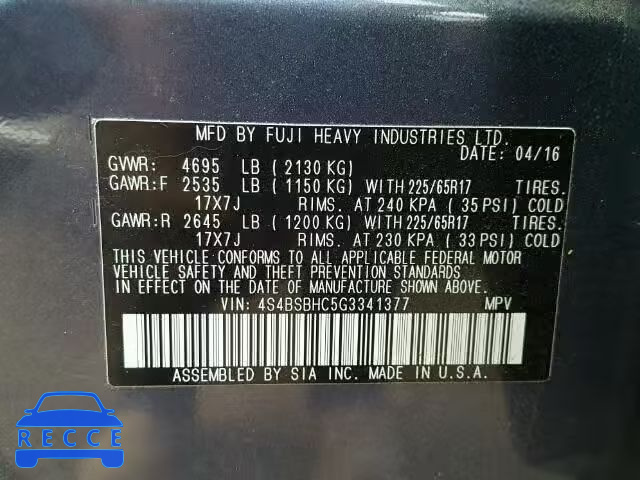 MFD BY FUJI HEAVY INDUSTRIES LTD.
DATE: 04/16
GVWR: 4695 LB ( 2130 KG)
GAWR:F 2535 LB ( 1150 KG) WITH 225/65R17 TIRES.
17X7J RIMS. AT 240 KPA ( 35 PSI) COLD
GAWR:R 2645 LB ( 1200 KG) WITH 225/65R17 TIRES.
17X7J RIMS. AT 230 KPA ( 33 PSI) COLD
THIS VEHICLE CONFORMS TO ALL APPLICABLE FEDERAL MOTOR
VEHICLE SAFETY AND THEFT PREVENTION STANDARDS
IN EFFECT ON THE DATE OF MANUFACTURE SHOWN ABOVE.
VIN: 4S4BSBHC5G3341377 MPV
ASSEMBLED BY SIA INC. MADE IN U.S.A.
RECCE